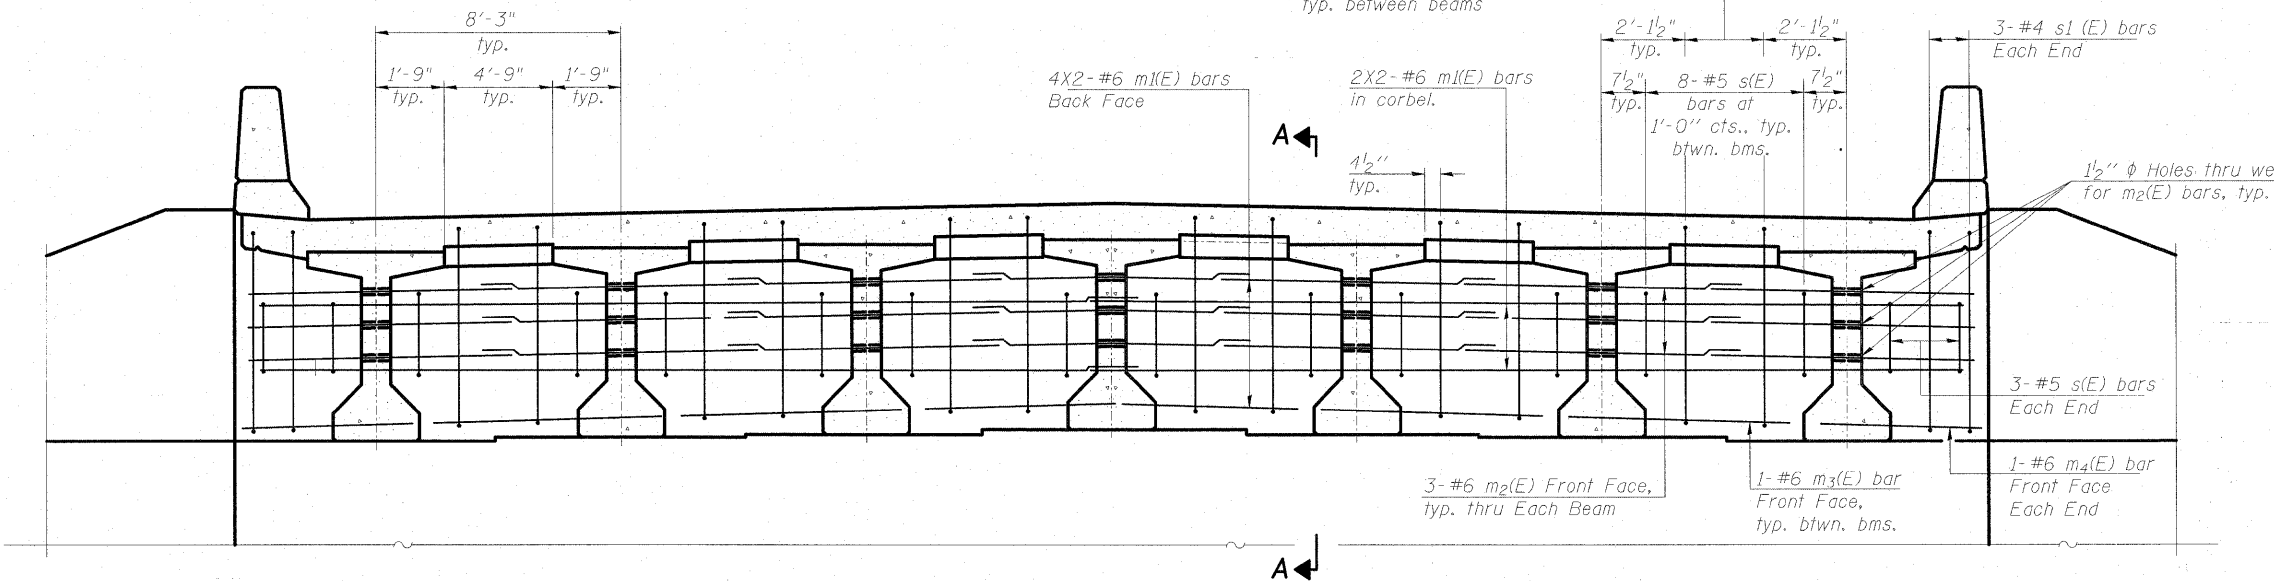 typ. between beams
8'-3"
typ.
1'-9"
typ.
4'-9"
typ.
1'-9"
typ.
4X2-#6 m1(E) bars
Back Face
2X2-#6 m1(E) bars
in corbel.
2'-1½"
typ.
2'-1½"
typ.
3-#4 s1 (E) bars
Each End
7½"
typ.
8-#5 s(E)
bars at
1'-0" cts., typ.
btwn. bms.
7½"
typ.
A
4½"
typ.
1½" ϕ Holes thru we
for m2(E) bars, typ.
3-#5 s(E) bars
Each End
3-#6 m2(E) Front Face,
typ. thru Each Beam
1-#6 m3(E) bar
Front Face,
typ. btwn. bms.
1-#6 m4(E) bar
Front Face
Each End
A